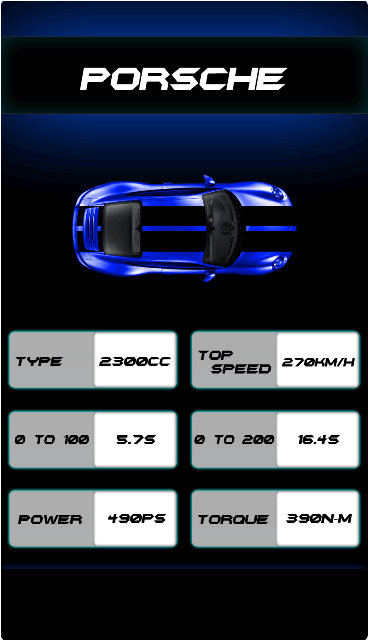 PORSCHE
TYPE 2300CC
TOP SPEED 270KM/H
0 TO 100 5.7S
0 TO 200 16.4S
POWER 490PS
TORQUE 390N-M